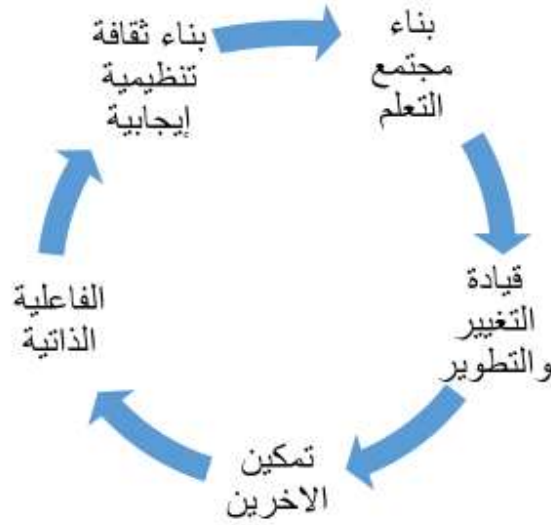 بناء
مجتمع
التعلم
قيادة
التغيير
والتطوير
تمكين
الاخرين
الفاعلية
الذاتية
بناء ثقافة
تنظيمية
إيجابية